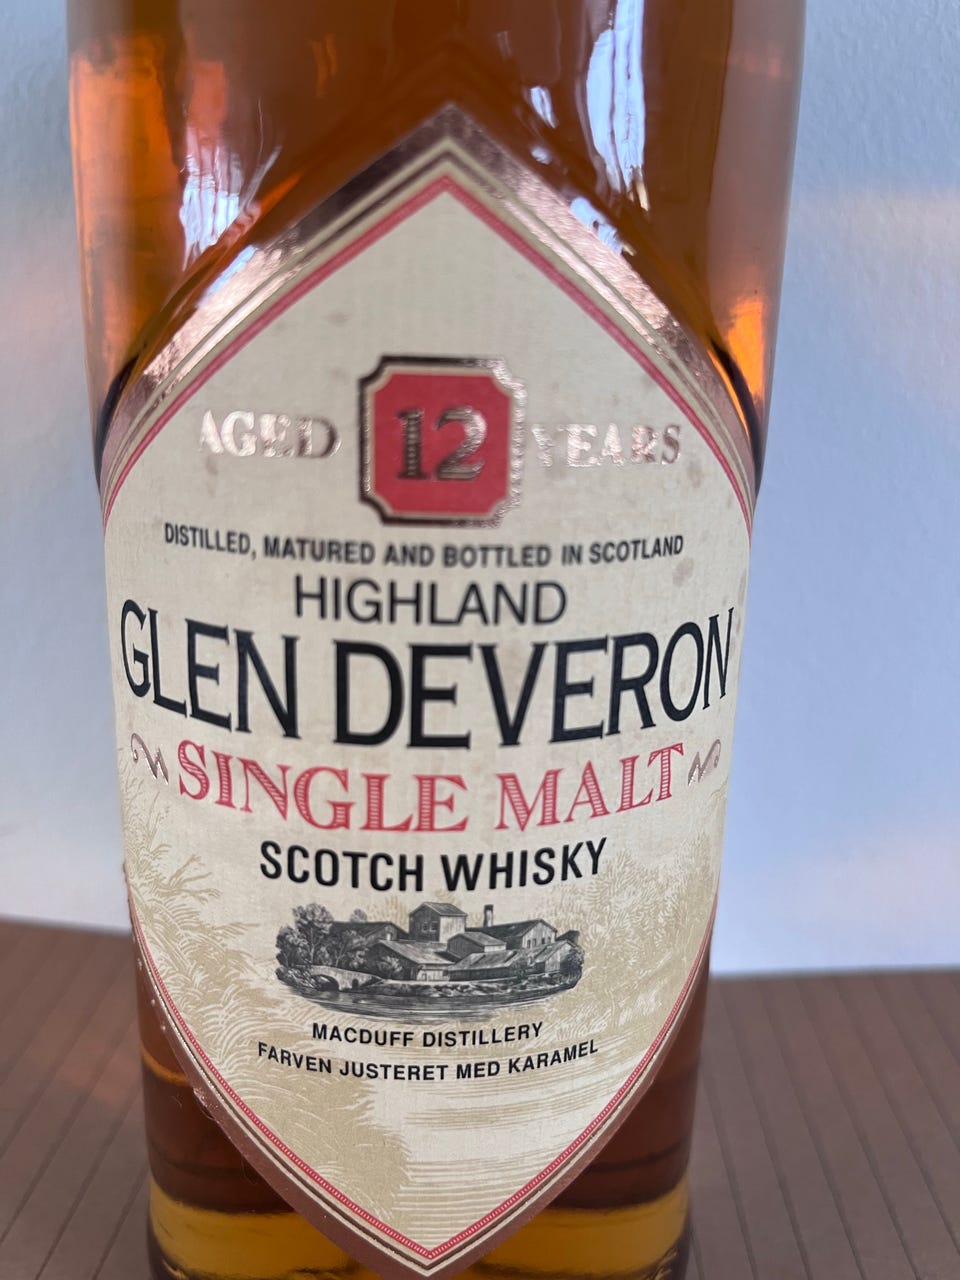 AGED 12 YEARS
DISTILLED, MATURED AND BOTTLED IN SCOTLAND
HIGHLAND
GLEN DEVERON
SINGLE MALT
SCOTCH WHISKY
MACDUFF DISTILLERY
FARVEN JUSTERET MED KARAMEL